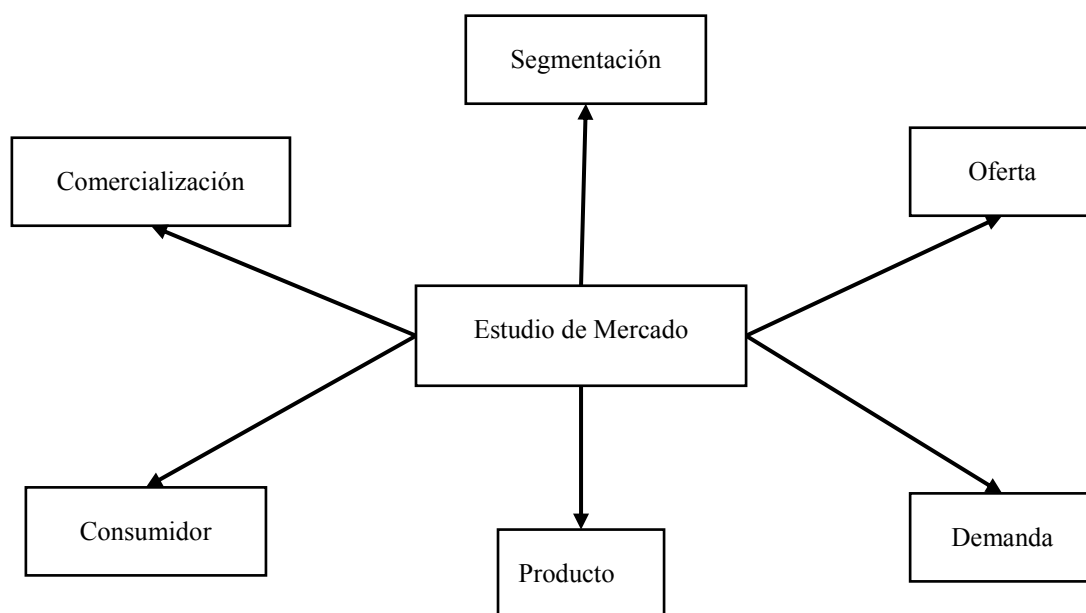 Segmentación
Comercialización
Oferta
Estudio de Mercado
Consumidor
Producto
Demanda